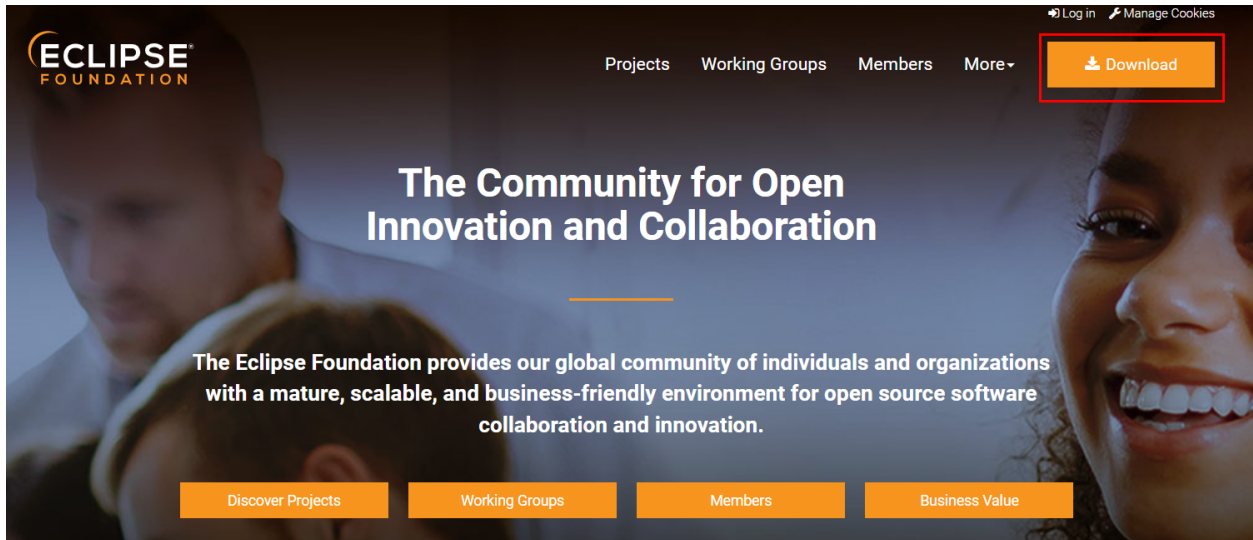 Log in Manage Cookies
ECLIPSE®
FOUNDATION
Projects Working Groups Members More Download
The Community for Open
Innovation and Collaboration
The Eclipse Foundation provides our global community of individuals and organizations
with a mature, scalable, and business-friendly environment for open source software
collaboration and innovation.
Discover Projects Working Groups Members Business Value